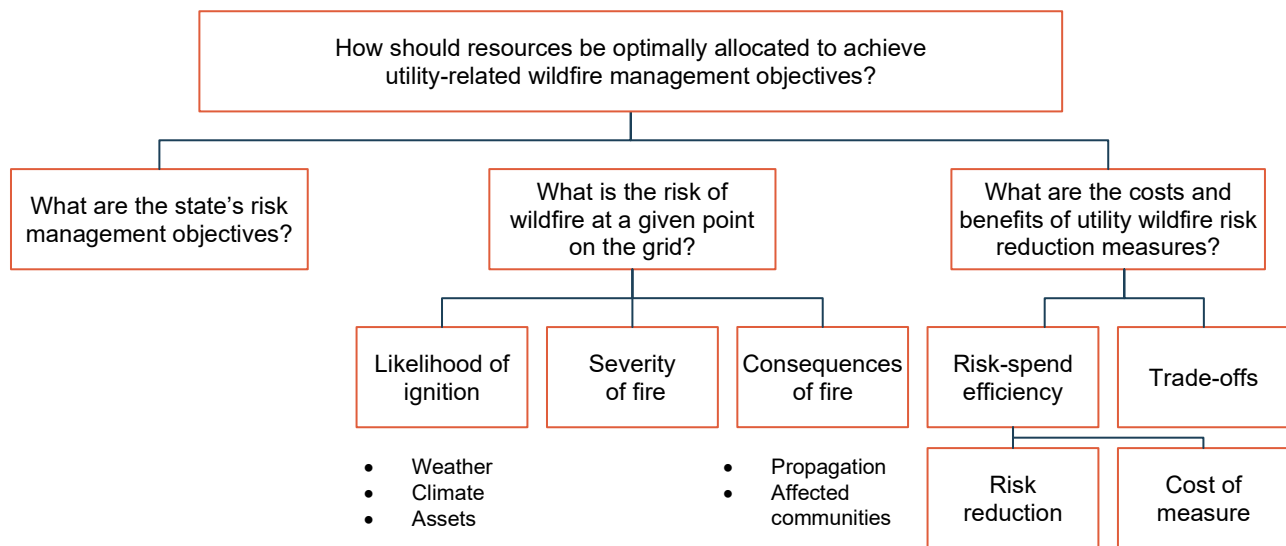 How should resources be optimally allocated to achieve
utility-related wildfire management objectives?
What are the state’s risk
management objectives?
What is the risk of
wildfire at a given point
on the grid?
What are the costs and
benefits of utility wildfire risk
reduction measures?
Likelihood of
ignition
Severity
of fire
Consequences
of fire
Risk-spend
efficiency
Trade-offs
• Weather
• Climate
• Assets
• Propagation
• Affected
communities
Risk
reduction
Cost of
measure